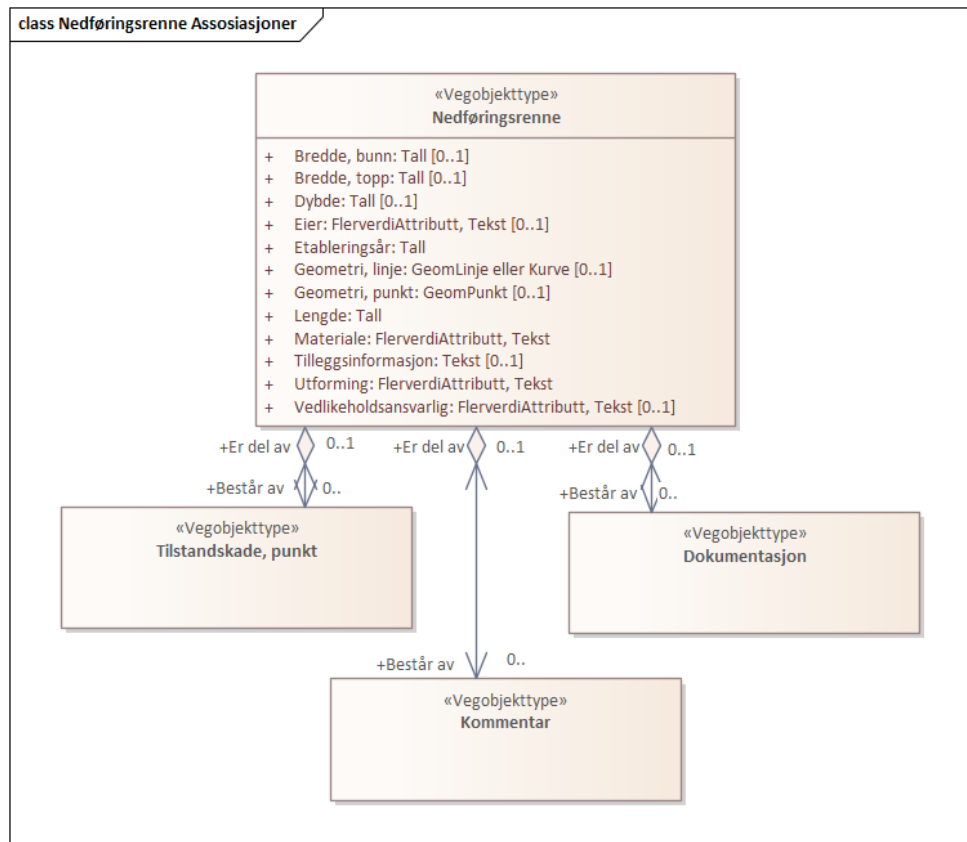 class Nedføringsrenne Assosiasjoner
«Vegobjekttype»
Nedføringsrenne
+ Bredde, bunn: Tall [0..1]
+ Bredde, topp: Tall [0..1]
+ Dybde: Tall [0..1]
+ Eier: FlerverdiAttributt, Tekst [0..1]
+ Etableringsår: Tall
+ Geometri, linje: GeomLinje eller Kurve [0..1]
+ Geometri, punkt: GeomPunkt [0..1]
+ Lengde: Tall
+ Materiale: FlerverdiAttributt, Tekst
+ Tilleggsinformasjon: Tekst [0..1]
+ Utforming: FlerverdiAttributt, Tekst
+ Vedlikeholdsansvarlig: FlerverdiAttributt, Tekst [0..1]
+Er del av 0..1 +Er del av 0..1 +Er del av 0..1
+Består av 0.. +Består av 0..
«Vegobjekttype»
Tilstandskade, punkt
«Vegobjekttype»
Dokumentasjon
+Består av 0..
«Vegobjekttype»
Kommentar